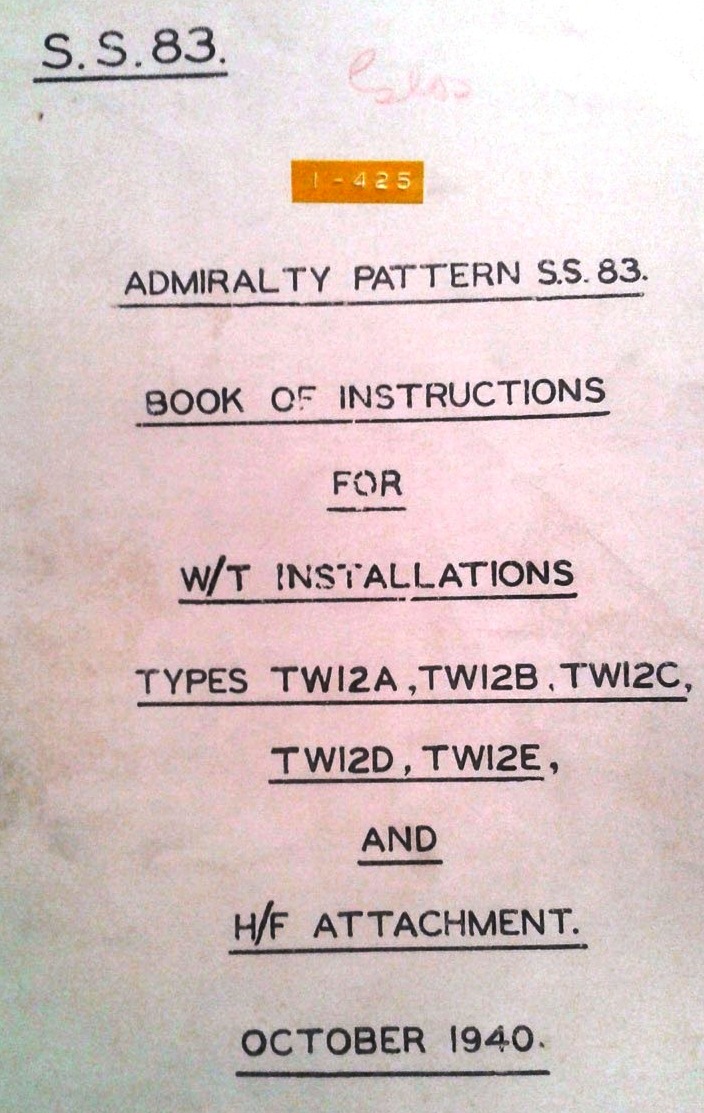 S.S.83.
1-425
ADMIRALTY PATTERN S.S.83.
BOOK OF INSTRUCTIONS
FOR
W/T INSTALLATIONS
TYPES TW12A, TW12B, TW12C,
TW12D, TW12E,
AND
H/F ATTACHMENT.
OCTOBER 1940.